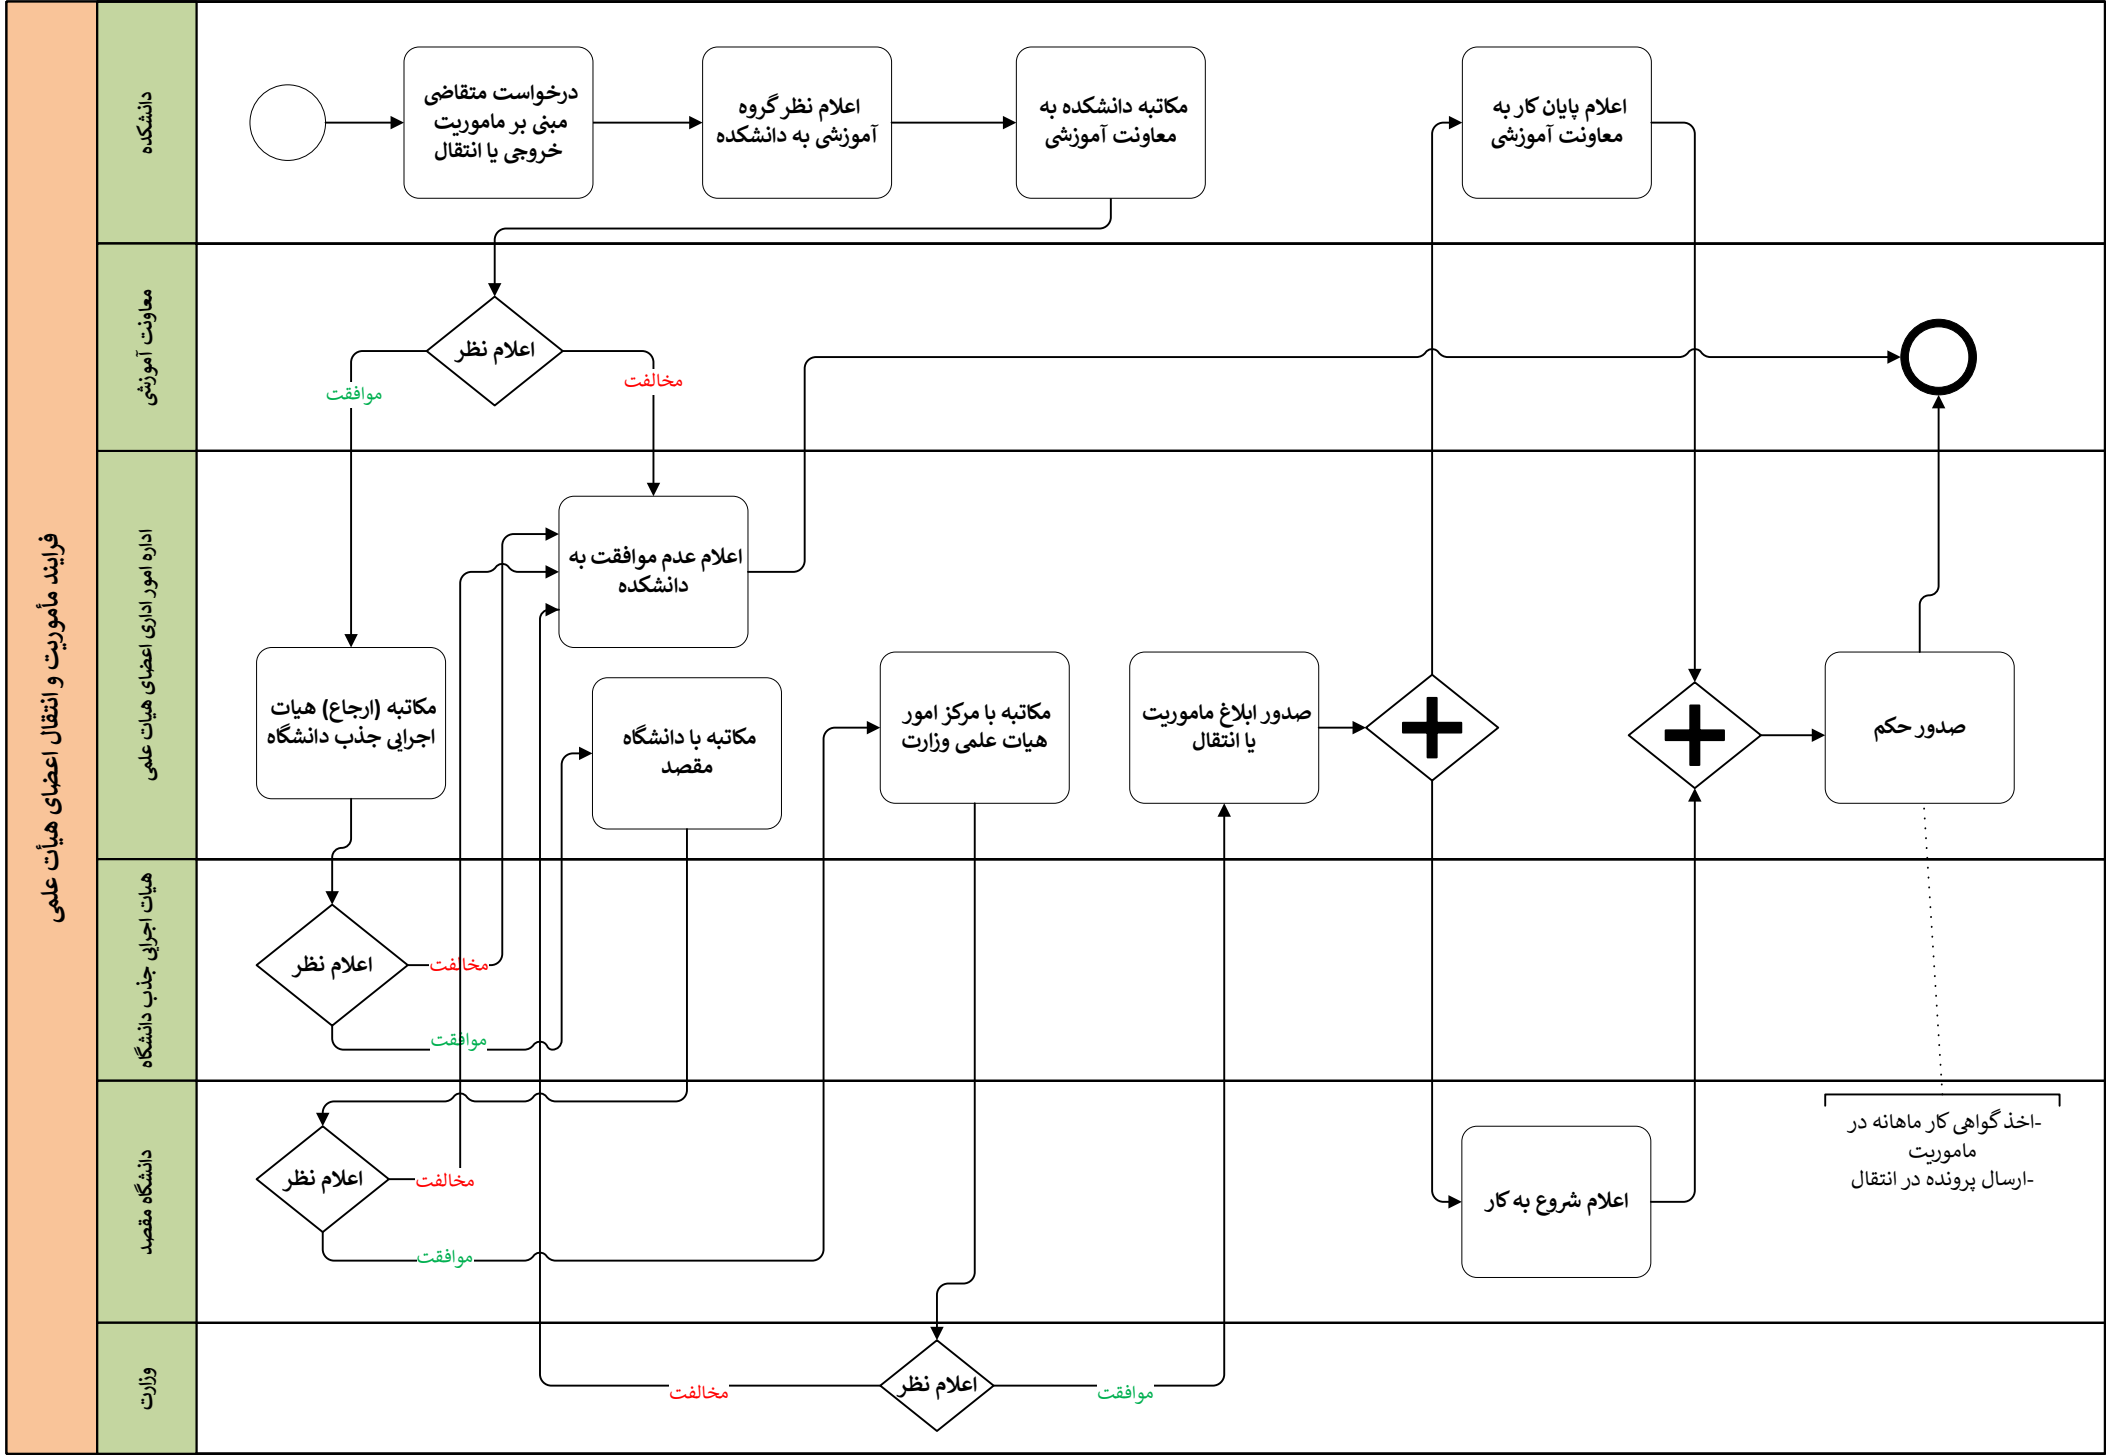 فرایند مأموریت و انتقال اعضای هیأت علمی
دانشکده
درخواست متقاضی
مبنی بر ماموریت
خروجی یا انتقال
اعلام نظر گروه
آموزشی به دانشکده
مکاتبه دانشکده به
معاونت آموزشی
اعلام پایان کار به
معاونت آموزشی
معاونت آموزشی
اعلام نظر
موافقت
مخالفت
اداره امور اداری اعضای هیات علمی
اعلام عدم موافقت به
دانشکده
مکاتبه (ارجاع) هیات
اجرایی جذب دانشگاه
مکاتبه با دانشگاه
مقصد
مکاتبه با مرکز امور
هیات علمی وزارت
صدور ابلاغ ماموریت
یا انتقال
صدور حکم
هیات اجرایی جذب دانشگاه
اعلام نظر
مخالفت
موافقت
دانشگاه مقصد
اعلام نظر
مخالفت
موافقت
اعلام شروع به کار
-اخذ گواهی کار ماهانه در
ماموریت
-ارسال پرونده در انتقال
وزارت
اعلام نظر
مخالفت
موافقت